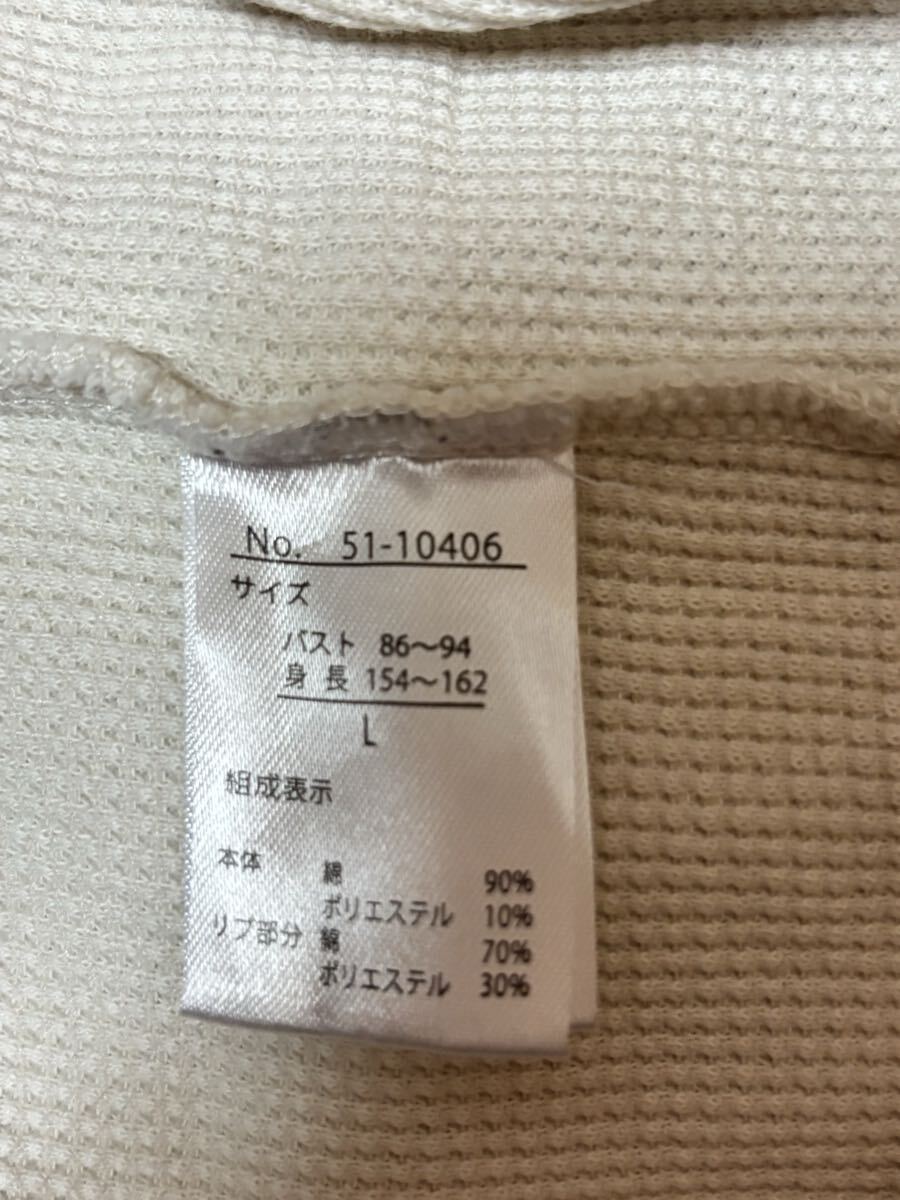 No. 51-10406
サイズ
バスト 86〜94
身長 154〜162
L
組成表示
本体 綿 90%
ポリエステル 10%
リブ部分 綿 70%
ポリエステル 30%